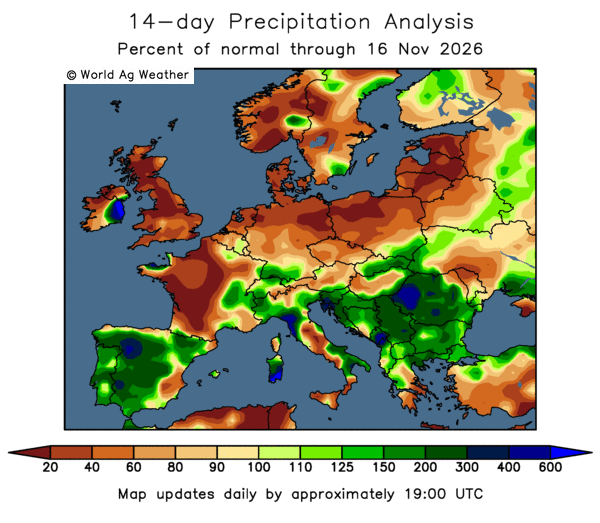 14-day Precipitation Analysis
Percent of normal through 16 Nov 2026
© World Ag Weather
20 40 60 80 90 100 110 125 150 200 300 400 600
Map updates daily by approximately 19:00 UTC